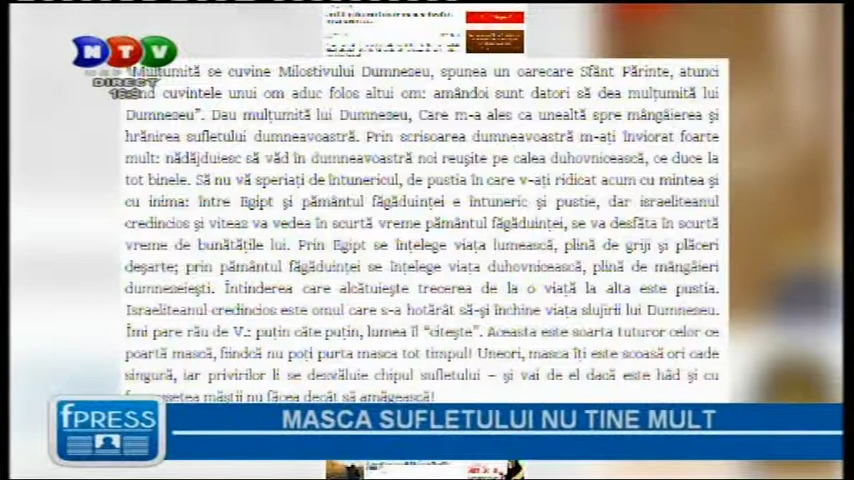 NTV
DIRECT
"Mulțumită se cuvine Milostivului Dumnezeu, spunea un oarecare Sfânt Părinte, atunci
când cuvintele unui om aduc folos altui om: amândoi sunt datori să dea mulțumită lui
Dumnezeu". Dau mulțumită lui Dumnezeu, Care m-a ales ca unealtă spre mângâierea și
hrănirea sufletului dumneavoastră. Prin scrisoarea dumneavoastră m-ați înviorat foarte
mult: nădăjduiesc să văd în dumneavoastră noi reușite pe calea duhovnicească, ce duce la
tot binele. Să nu vă speriați de întunericul, de pustia în care v-ați ridicat acum cu mintea și
cu inima: între Egipt și pământul făgăduinței e întuneric și pustie, dar israeliteanul
credincios și viteaz va vedea în scurtă vreme pământul făgăduinței, se va desfăta în scurtă
vreme de bunătățile lui. Prin Egipt se înțelege viața lumească, plină de griji și plăceri
deșarte; prin pământul făgăduinței se înțelege viața duhovnicească, plină de mângâieri
dumnezeiești. Întinderea care alcătuiește trecerea de la o viață la alta este pustia.
Israeliteanul credincios este omul care s-a hotărât să-și închine viața slujirii lui Dumnezeu.
Îmi pare rău de V.: puțin câte puțin, lumea îl "citește". Aceasta este soarta tuturor celor ce
poartă mască, fiindcă nu poți purta masca tot timpul! Uneori, masca îți este scoasă ori cade
singură, iar privirilor li se desvăluie chipul sufletului – și vai de el dacă este hâd și cu
măștii nu făcea decât să amăgească!
fPRESS
MASCA SUFLETULUI NU TINE MULT